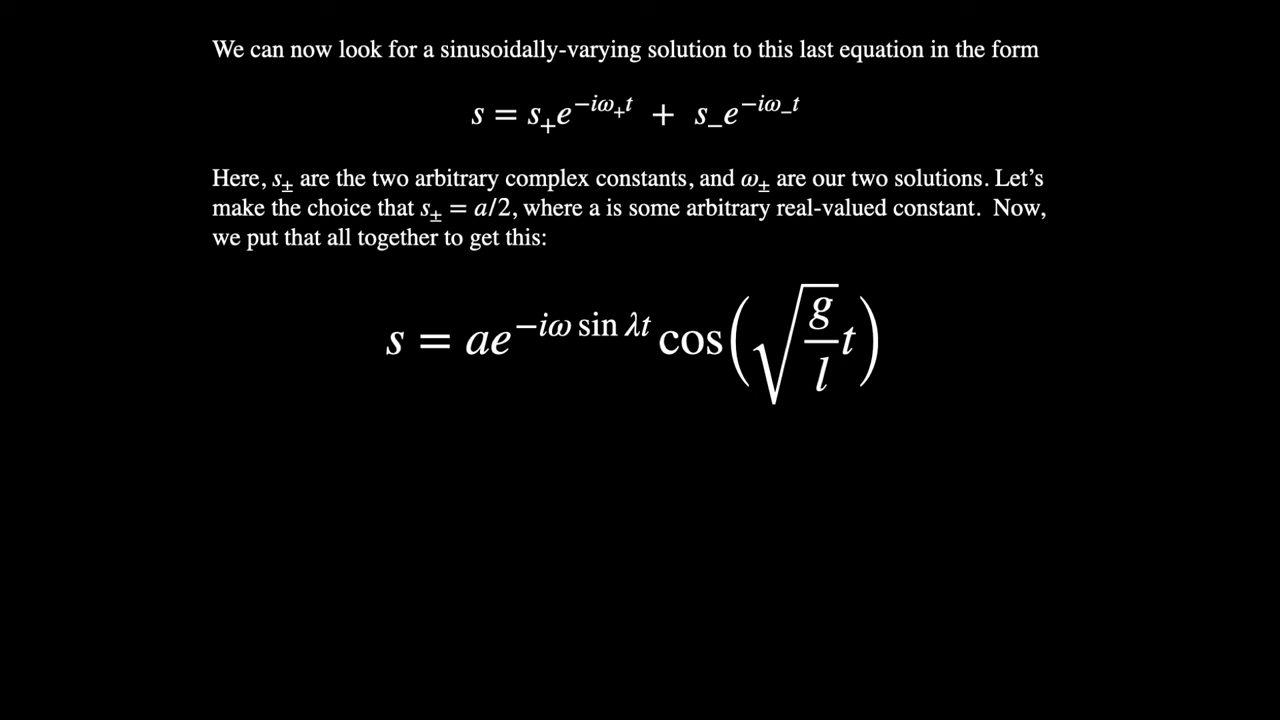 We can now look for a sinusoidally-varying solution to this last equation in the form
s = s₊e^{−iω₊t} + s₋e^{−iω₋t}
Here, s± are the two arbitrary complex constants, and ω± are our two solutions. Let’s
make the choice that s± = a/2, where a is some arbitrary real-valued constant. Now,
we put that all together to get this:
s = ae^{−iω sin λt} cos(√(g/l) t)